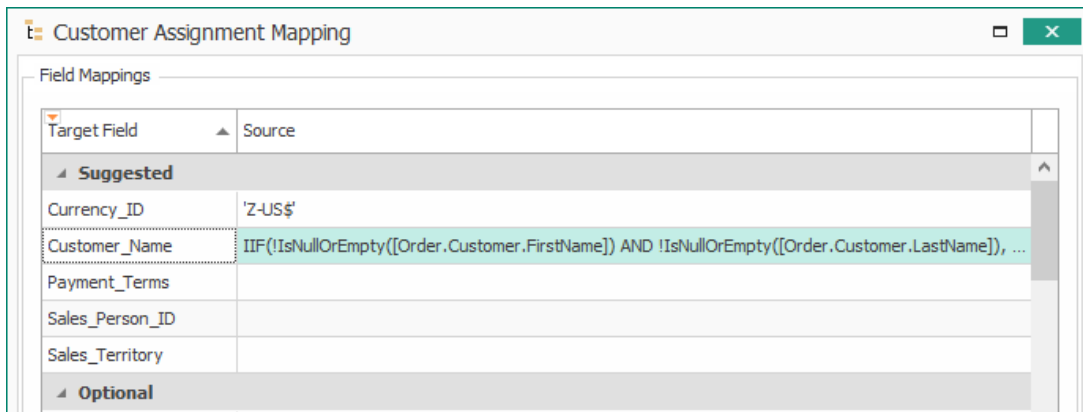 Customer Assignment Mapping
Field Mappings
Target Field Source
Suggested
Currency_ID 'Z-US$'
Customer_Name IIF(!IsNullOrEmpty([Order.Customer.FirstName]) AND !IsNullOrEmpty([Order.Customer.LastName]), ...
Payment_Terms
Sales_Person_ID
Sales_Territory
Optional